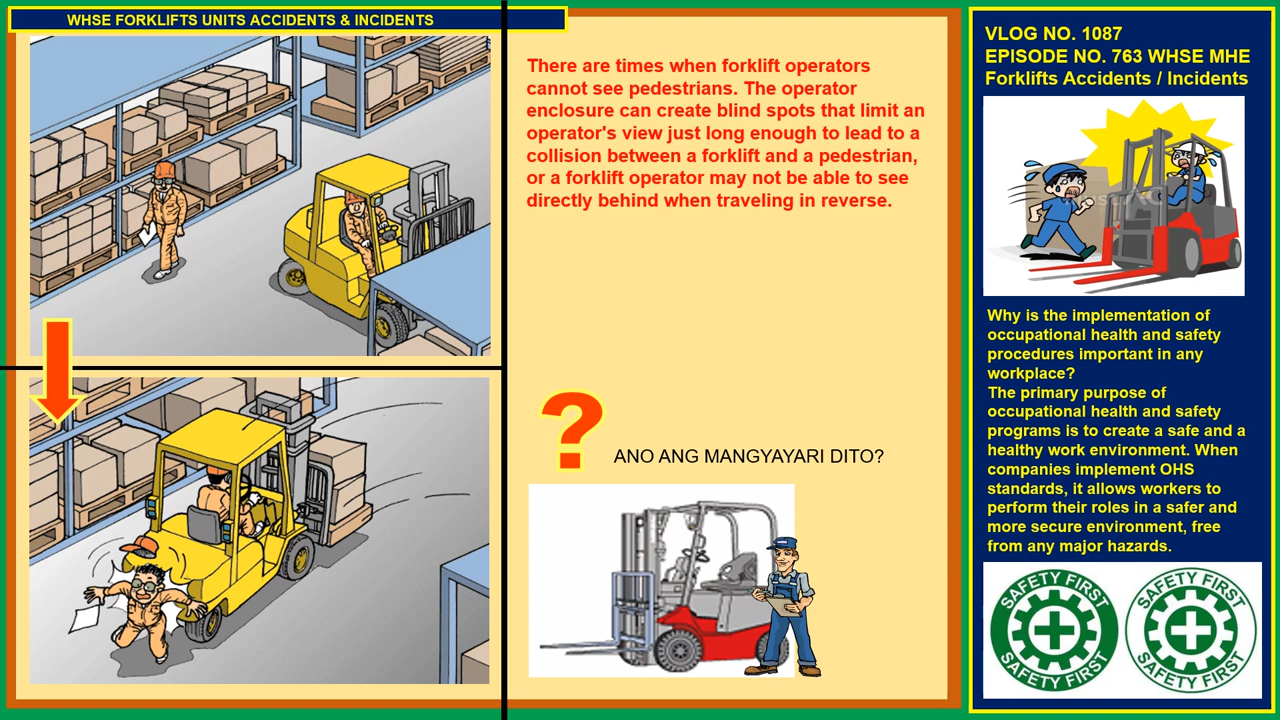 WHSE FORKLIFTS UNITS ACCIDENTS & INCIDENTS
There are times when forklift operators
cannot see pedestrians. The operator
enclosure can create blind spots that limit an
operator's view just long enough to lead to a
collision between a forklift and a pedestrian,
or a forklift operator may not be able to see
directly behind when traveling in reverse.
?
ANO ANG MANGYAYARI DITO?
VLOG NO. 1087
EPISODE NO. 763 WHSE MHE
Forklifts Accidents / Incidents
Why is the implementation of
occupational health and safety
procedures important in any
workplace?
The primary purpose of
occupational health and safety
programs is to create a safe and a
healthy work environment. When
companies implement OHS
standards, it allows workers to
perform their roles in a safer and
more secure environment, free
from any major hazards.
SAFETY FIRST
SAFETY FIRST
SAFETY FIRST
SAFETY FIRST